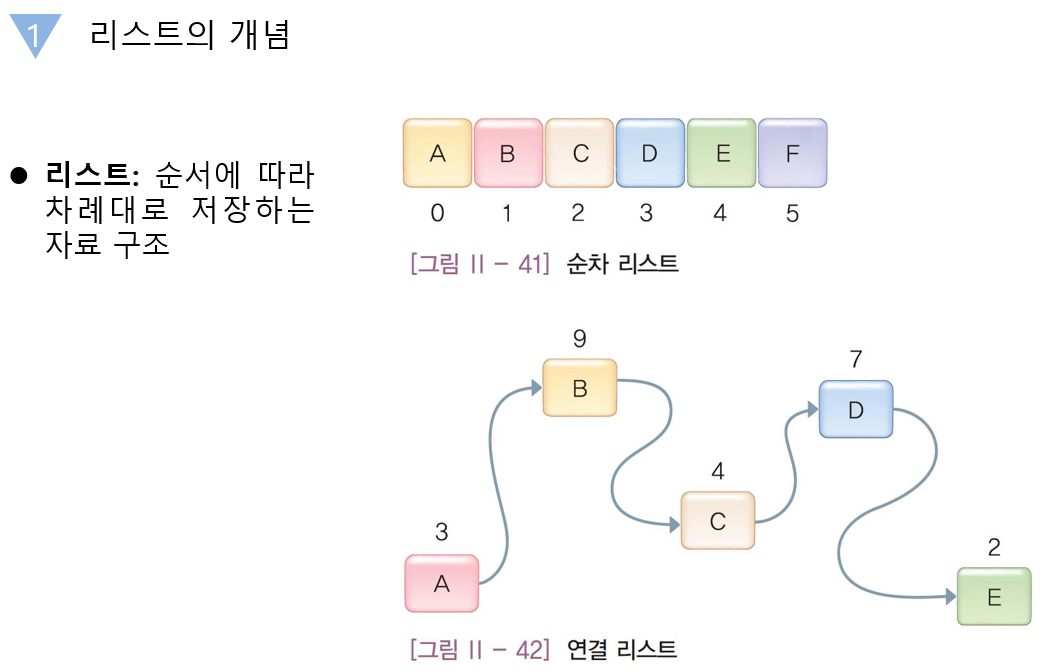 1 리스트의 개념
● 리스트: 순서에 따라
차례대로 저장하는
자료 구조
A B C D E F
0 1 2 3 4 5
[그림 Ⅱ - 41] 순차 리스트
9
B
7
D
4
C
3
A
2
E
[그림 Ⅱ - 42] 연결 리스트